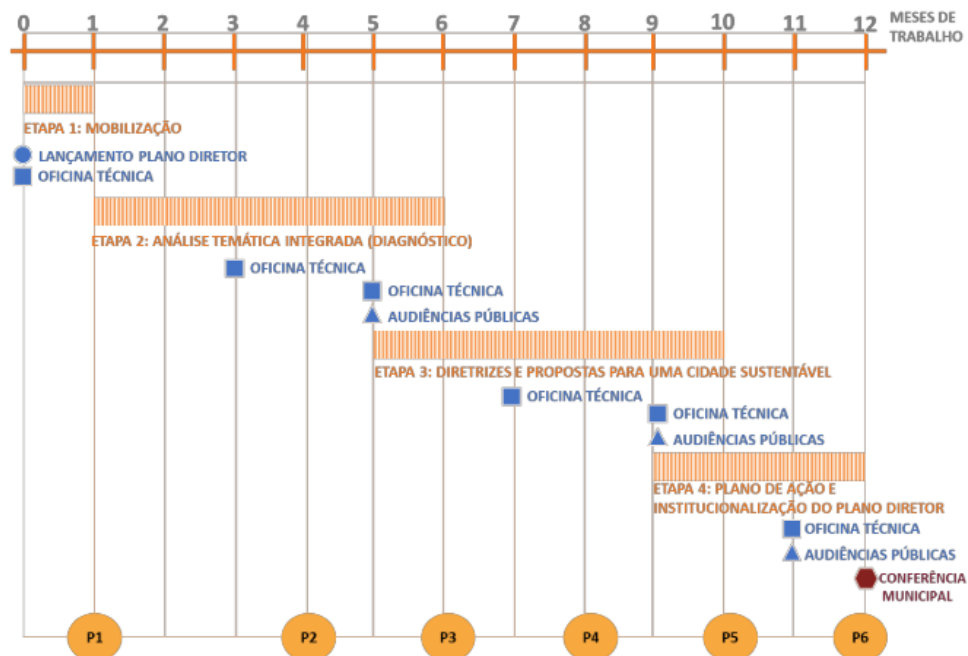 0 1 2 3 4 5 6 7 8 9 10 11 12
MESES DE
TRABALHO
ETAPA 1: MOBILIZAÇÃO
LANÇAMENTO PLANO DIRETOR
OFICINA TÉCNICA
ETAPA 2: ANÁLISE TEMÁTICA INTEGRADA (DIAGNÓSTICO)
OFICINA TÉCNICA
OFICINA TÉCNICA
AUDIÊNCIAS PÚBLICAS
ETAPA 3: DIRETRIZES E PROPOSTAS PARA UMA CIDADE SUSTENTÁVEL
OFICINA TÉCNICA
OFICINA TÉCNICA
AUDIÊNCIAS PÚBLICAS
ETAPA 4: PLANO DE AÇÃO E
INSTITUCIONALIZAÇÃO DO PLANO DIRETOR
OFICINA TÉCNICA
AUDIÊNCIAS PÚBLICAS
CONFERÊNCIA
MUNICIPAL
P1 P2 P3 P4 P5 P6